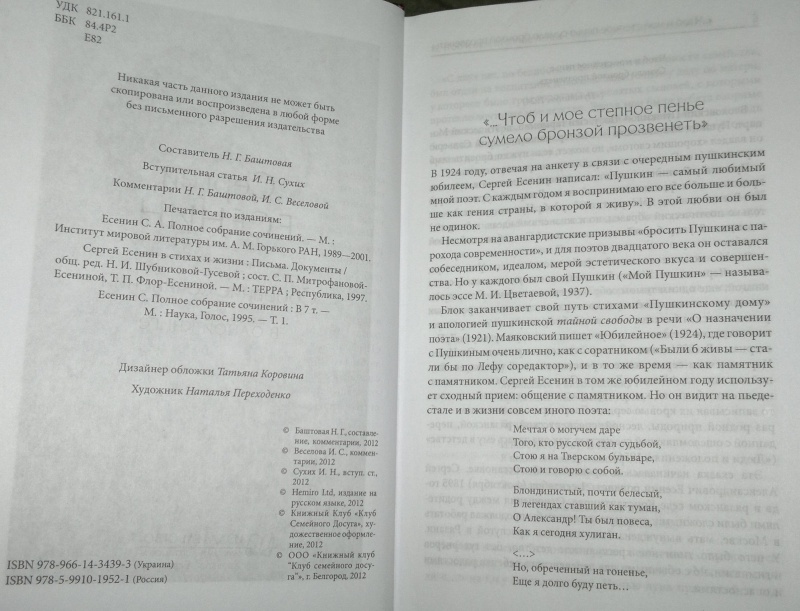 УДК 821.161.1
ББК 84.4Р2
Е82
Никакая часть данного издания не может быть
скопирована или воспроизведена в любой форме
без письменного разрешения издательства
Составитель Н. Г. Баштовая
Вступительная статья И. Н. Сухих
Комментарии Н. Г. Баштовой, И. С. Веселовой
Печатается по изданиям:
Есенин С. А. Полное собрание сочинений. — М. :
Институт мировой литературы им. А. М. Горького РАН, 1989—2001.
Сергей Есенин в стихах и жизни : Письма. Документы /
общ. ред. Н. И. Шубниковой-Гусевой ; сост. С. П. Митрофановой-
Есениной, Т. П. Флор-Есениной. — М. : ТЕРРА ; Республика, 1997.
Есенин С. Полное собрание сочинений : В 7 т. —
М. : Наука, Голос, 1995. — Т. I.
Дизайнер обложки Татьяна Коровина
Художник Наталья Переходенко
© Баштовая Н. Г., составле-
ние, комментарии, 2012
© Веселова И. С., коммен-
тарии, 2012
© Сухих И. Н., вступ. ст.,
2012
© Hemiro Ltd, издание на
русском языке, 2012
© Книжный Клуб «Клуб
Семейного Досуга», худо-
жественное оформле-
ние, 2012
© ООО «Книжный клуб
"Клуб семейного досу-
га"», г. Белгород, 2012
ISBN 978-966-14-3439-3 (Украина)
ISBN 978-5-9910-1952-1 (Россия)
«...Чтоб и мое степное пенье
сумело бронзой прозвенеть»
В 1924 году, отвечая на анкету в связи с очередным пушкинским
юбилеем, Сергей Есенин написал: «Пушкин — самый любимый
мной поэт. С каждым годом я воспринимаю его все больше и боль-
ше как гения страны, в которой я живу». В этой любви он был
не одинок.
Несмотря на авангардистские призывы «бросить Пушкина с па-
рохода современности», и для поэтов двадцатого века он оставался
собеседником, идеалом, мерой эстетического вкуса и совершен-
ства. Но у каждого был свой Пушкин («Мой Пушкин» — называ-
лось эссе М. И. Цветаевой, 1937).
Блок заканчивает свой путь стихами «Пушкинскому дому»
и апологией пушкинской тайной свободы в речи «О назначении
поэта» (1921). Маяковский пишет «Юбилейное» (1924), где говорит
с Пушкиным очень лично, как с соратником («Были б живы — ста-
ли бы по Лефу соредактор»), и в то же время — как памятник
с памятником. Сергей Есенин в том же юбилейном году использу-
ет сходный прием: общение с памятником. Но он видит на пьеде-
стале и в жизни совсем иного поэта:
Мечтая о могучем даре
Того, кто русской стал судьбой,
Стою я на Тверском бульваре,
Стою и говорю с собой.
Блондинистый, почти белесый,
В легендах ставший как туман,
О Александр! Ты был повеса,
Как я сегодня хулиган.
<...>
Но, обреченный на гоненье,
Еще я долго буду петь...